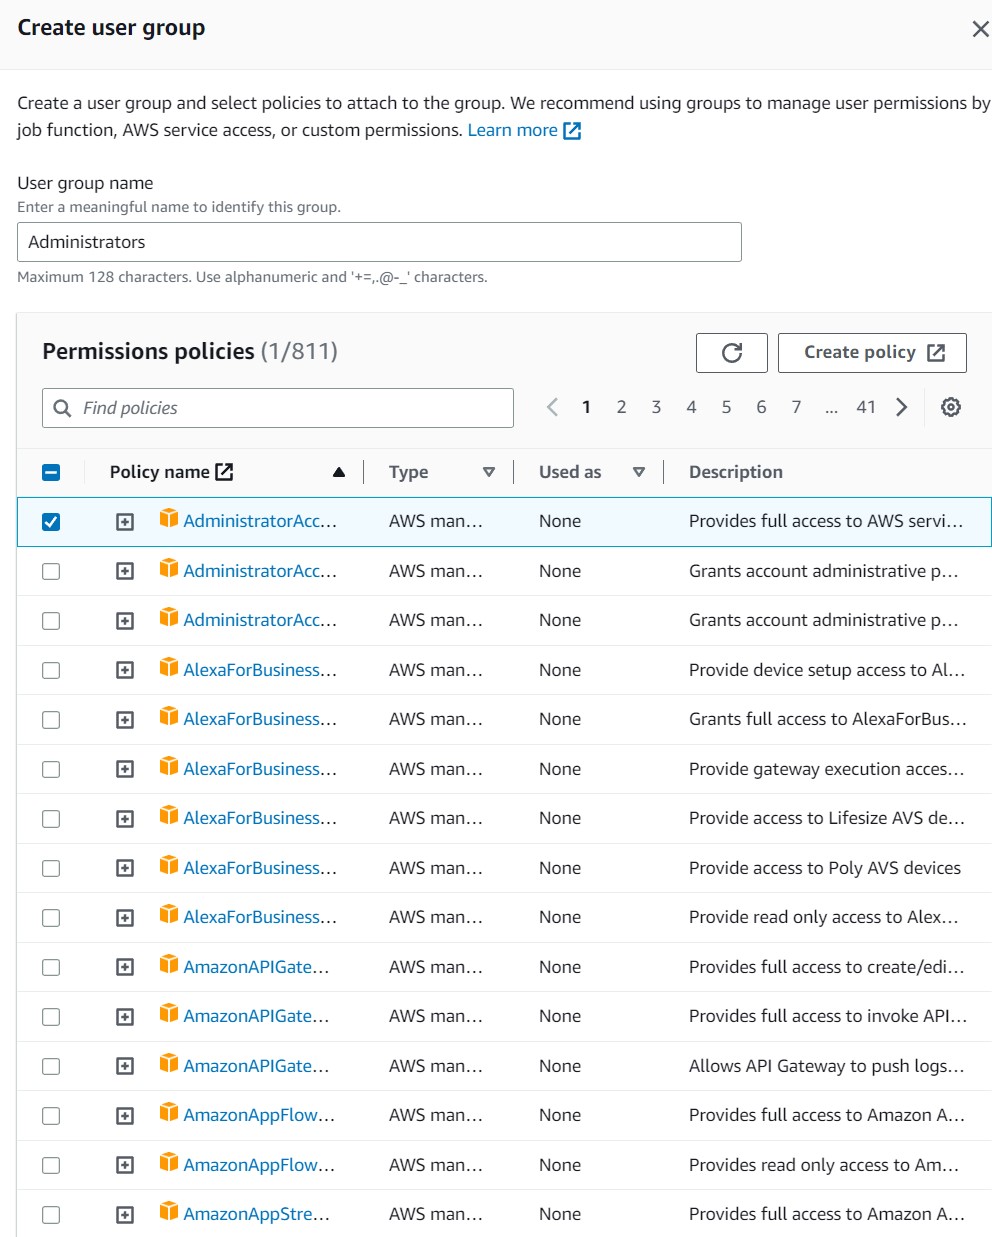 Create user group
Create a user group and select policies to attach to the group. We recommend using groups to manage user permissions by
job function, AWS service access, or custom permissions. Learn more
User group name
Enter a meaningful name to identify this group.
Administrators
Maximum 128 characters. Use alphanumeric and '+=,.@-_' characters.
Permissions policies (1/811)
Create policy
Find policies
1 2 3 4 5 6 7 ... 41
Policy name Type Used as Description
AdministratorAcc... AWS man... None Provides full access to AWS servi...
AdministratorAcc... AWS man... None Grants account administrative p...
AdministratorAcc... AWS man... None Grants account administrative p...
AlexaForBusiness... AWS man... None Provide device setup access to Al...
AlexaForBusiness... AWS man... None Grants full access to AlexaForBus...
AlexaForBusiness... AWS man... None Provide gateway execution acces...
AlexaForBusiness... AWS man... None Provide access to Lifesize AVS de...
AlexaForBusiness... AWS man... None Provide access to Poly AVS devices
AlexaForBusiness... AWS man... None Provide read only access to Alex...
AmazonAPIGate... AWS man... None Provides full access to create/edi...
AmazonAPIGate... AWS man... None Provides full access to invoke API...
AmazonAPIGate... AWS man... None Allows API Gateway to push logs...
AmazonAppFlow... AWS man... None Provides full access to Amazon A...
AmazonAppFlow... AWS man... None Provides read only access to Am...
AmazonAppStre... AWS man... None Provides full access to Amazon A...